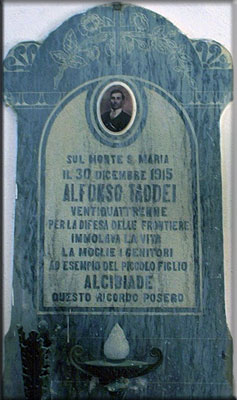 SUL MONTE S. MARIA
IL 30 DICEMBRE 1915
ALFONSO TADDEI
VENTIQUATTRENNE
PER LA DIFESA DELLE FRONTIERE
IMMOLAVA LA VITA
LA MOGLIE I GENITORI
AD ESEMPIO DEL PICCOLO FIGLIO
ALCIBIADE
QUESTO RICORDO POSERO